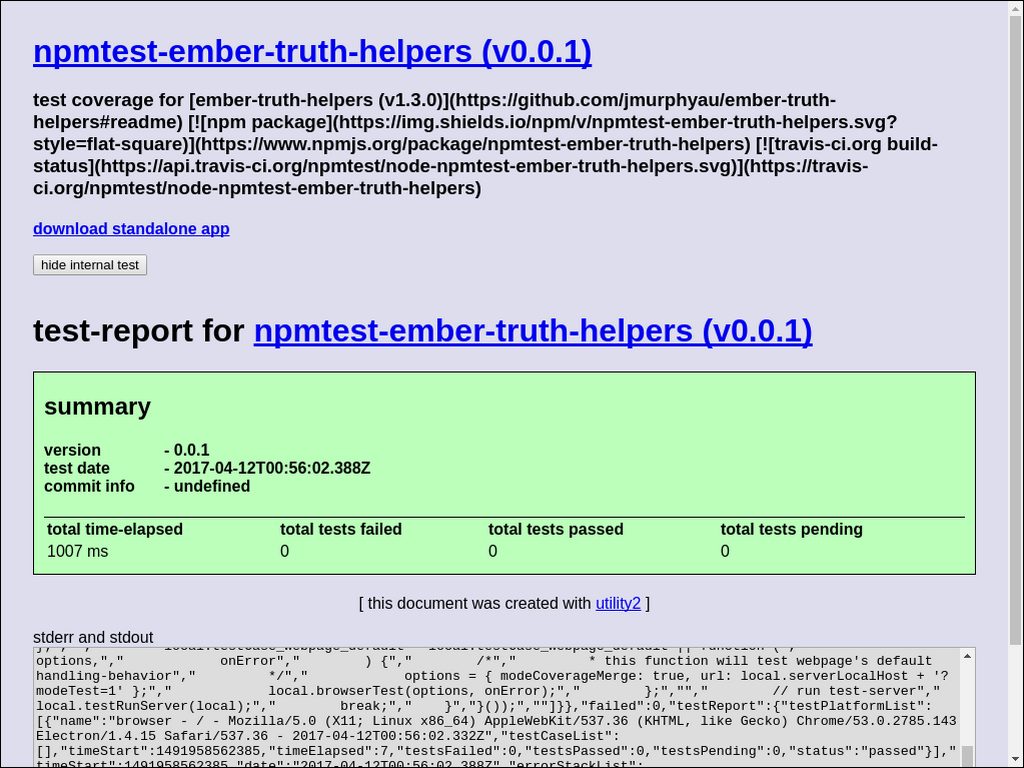 npmtest-ember-truth-helpers (v0.0.1)
test coverage for [ember-truth-helpers (v1.3.0)](https://github.com/jmurphyau/ember-truth-
helpers#readme) [![npm package](https://img.shields.io/npm/v/npmtest-ember-truth-helpers.svg?
style=flat-square)](https://www.npmjs.org/package/npmtest-ember-truth-helpers) [![travis-ci.org build-
status](https://api.travis-ci.org/npmtest/node-npmtest-ember-truth-helpers.svg)](https://travis-
ci.org/npmtest/node-npmtest-ember-truth-helpers)
download standalone app
hide internal test
test-report for npmtest-ember-truth-helpers (v0.0.1)
summary
version - 0.0.1
test date - 2017-04-12T00:56:02.388Z
commit info - undefined
total time-elapsed total tests failed total tests passed total tests pending
1007 ms 0 0 0
[ this document was created with utility2 ]
stderr and stdout
options,"," onError"," ) {"," /*"," * this function will test webpage's default
handling-behavior"," */"," options = { modeCoverageMerge: true, url: local.serverLocalHost + '?
modeTest=1' };"," local.browserTest(options, onError);"," };",""," // run test-server","
local.testRunServer(local);"," break;"," }","}());",""]}},"failed":0,"testReport":{"testPlatformList":
[{"name":"browser - / - Mozilla/5.0 (X11; Linux x86_64) AppleWebKit/537.36 (KHTML, like Gecko) Chrome/53.0.2785.143
Electron/1.4.15 Safari/537.36 - 2017-04-12T00:56:02.332Z","testCaseList":
[],"timeStart":1491958562385,"timeElapsed":7,"testsFailed":0,"testsPassed":0,"testsPending":0,"status":"passed"}],"
timeStart":1491958562385,"date":"2017-04-12T00:56:02.388Z","errorStackList":